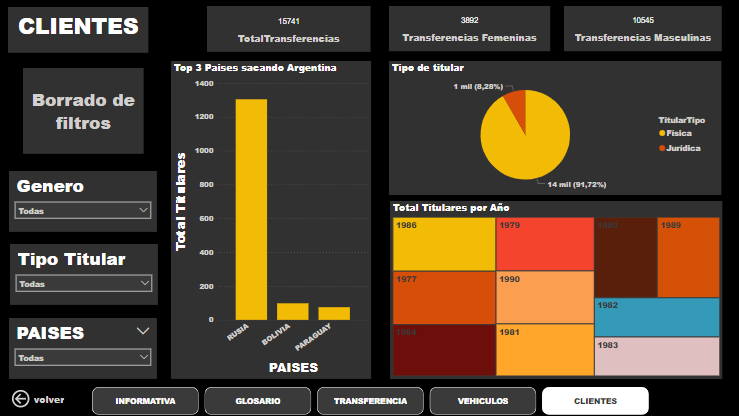 CLIENTES
15741
TotalTransferencias
3892
Transferencias Femeninas
10545
Transferencias Masculinas
Borrado de
filtros
Genero
Todas
Tipo Titular
Todas
PAISES
Todas
Top 3 Paises sacando Argentina
Total Titulares
1400
1200
1000
800
600
400
200
0
RUSIA
BOLIVIA
PARAGUAY
PAISES
Tipo de titular
1 mil (8,28%)
14 mil (91,72%)
TitularTipo
Física
Jurídica
Total Titulares por Año
1986
1979
1989
1977
1990
1982
1984
1981
1983
volver
INFORMATIVA
GLOSARIO
TRANSFERENCIA
VEHICULOS
CLIENTES